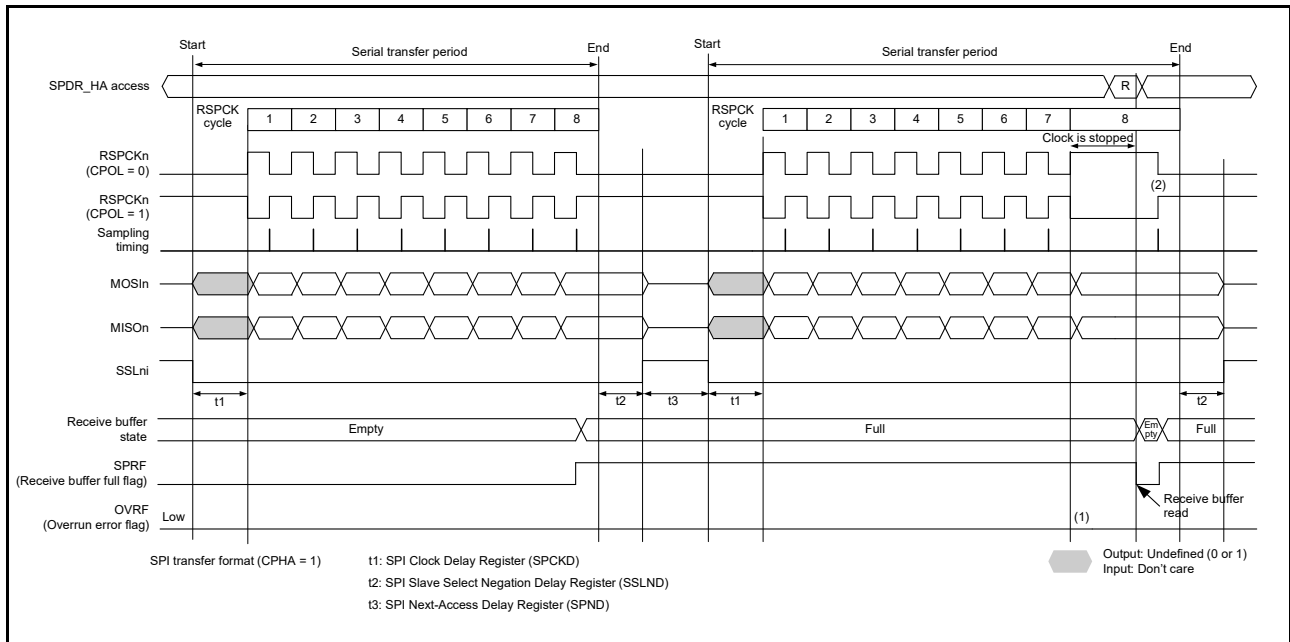 Start Serial transfer period End Start Serial transfer period End
SPDR_HA access R
RSPCK cycle 1 2 3 4 5 6 7 8 RSPCK cycle 1 2 3 4 5 6 7 8
Clock is stopped
RSPCKn
(CPOL = 0)
(2)
RSPCKn
(CPOL = 1)
Sampling
timing
MOSIn
MISOn
SSLni
t1 t2 t3 t1 t2
Receive buffer
state
Empty Full Em
pty Full
SPRF
(Receive buffer full flag)
Receive buffer
read
OVRF
(Overrun error flag)
Low (1)
SPI transfer format (CPHA = 1) t1: SPI Clock Delay Register (SPCKD)
t2: SPI Slave Select Negation Delay Register (SSLND)
t3: SPI Next-Access Delay Register (SPND)
Output: Undefined (0 or 1)
Input: Don't care